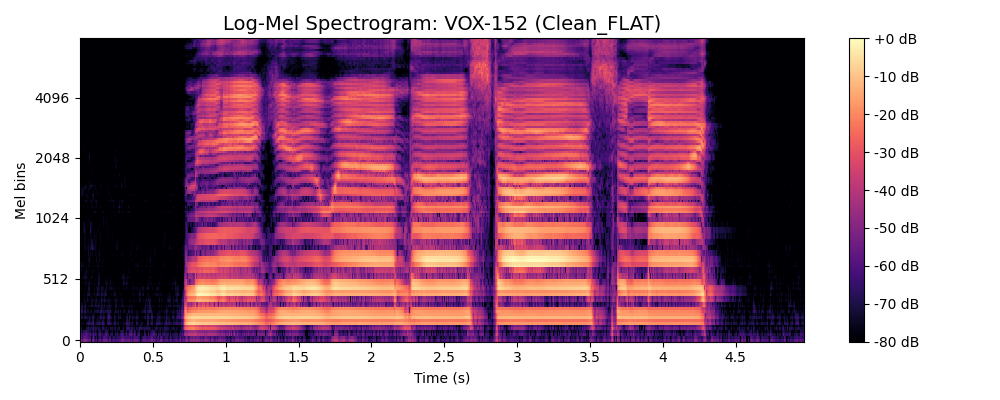 Log-Mel Spectrogram: VOX-152 (Clean_FLAT)
+0 dB
-10 dB
-20 dB
-30 dB
-40 dB
-50 dB
-60 dB
-70 dB
-80 dB
Mel bins
4096
2048
1024
512
0
0 0.5 1 1.5 2 2.5 3 3.5 4 4.5
Time (s)